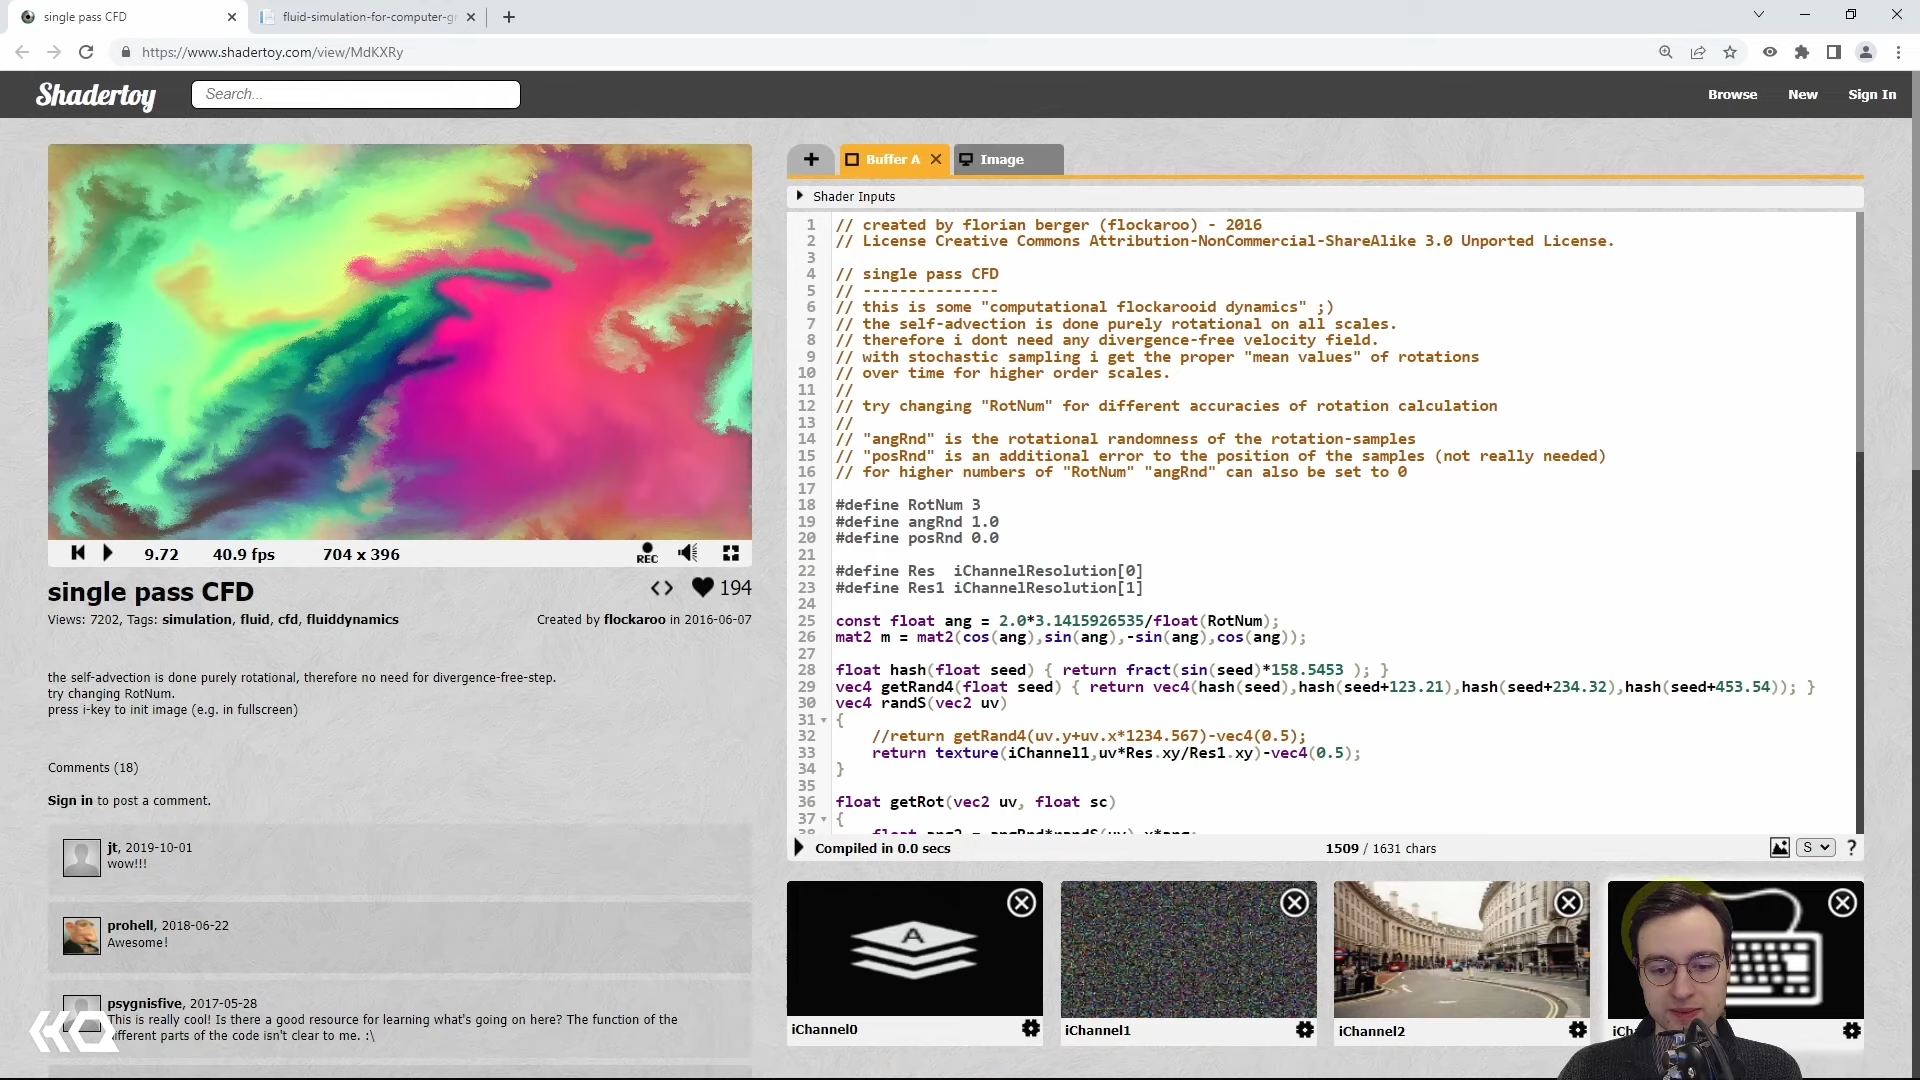 single pass CFD
fluid-simulation-for-computer-gr
https://www.shadertoy.com/view/MdKXRy
Shadertoy
Search...
Browse
New
Sign In
9.72
40.9 fps
704 x 396
REC
single pass CFD
194
Views: 7202, Tags: simulation, fluid, cfd, fluiddynamics
Created by flockaroo in 2016-06-07
the self-advection is done purely rotational, therefore no need for divergence-free-step.
try changing RotNum.
press i-key to init image (e.g. in fullscreen)
Comments (18)
Sign in to post a comment.
jt, 2019-10-01
wow!!!
prohell, 2018-06-22
Awesome!
psygnisfive, 2017-05-28
This is really cool! Is there a good resource for learning what's going on here? The function of the
different parts of the code isn't clear to me. :\
Buffer A
Image
Shader Inputs
1 // created by florian berger (flockaroo) - 2016
2 // License Creative Commons Attribution-NonCommercial-ShareAlike 3.0 Unported License.
3
4 // single pass CFD
5 // ---------------
6 // this is some "computational flockarooid dynamics" ;)
7 // the self-advection is done purely rotational on all scales.
8 // therefore i dont need any divergence-free velocity field.
9 // with stochastic sampling i get the proper "mean values" of rotations
10 // over time for higher order scales.
11 //
12 // try changing "RotNum" for different accuracies of rotation calculation
13 //
14 // "angRnd" is the rotational randomness of the rotation-samples
15 // "posRnd" is an additional error to the position of the samples (not really needed)
16 // for higher numbers of "RotNum" "angRnd" can also be set to 0
17
18 #define RotNum 3
19 #define angRnd 1.0
20 #define posRnd 0.0
21
22 #define Res  iChannelResolution[0]
23 #define Res1 iChannelResolution[1]
24
25 const float ang = 2.0*3.1415926535/float(RotNum);
26 mat2 m = mat2(cos(ang),sin(ang),-sin(ang),cos(ang));
27
28 float hash(float seed) { return fract(sin(seed)*158.5453 ); }
29 vec4 getRand4(float seed) { return vec4(hash(seed),hash(seed+123.21),hash(seed+234.32),hash(seed+453.54)); }
30 vec4 randS(vec2 uv)
31 {
32 //return getRand4(uv.y+uv.x*1234.567)-vec4(0.5);
33 return texture(iChannel1,uv*Res.xy/Res1.xy)-vec4(0.5);
34 }
35
36 float getRot(vec2 uv, float sc)
37 {
38 float ang2 = angRnd*randS(uv).x*ang;
Compiled in 0.0 secs
1509 / 1631 chars
S
?
A
iChannel0
iChannel1
iChannel2
iCh